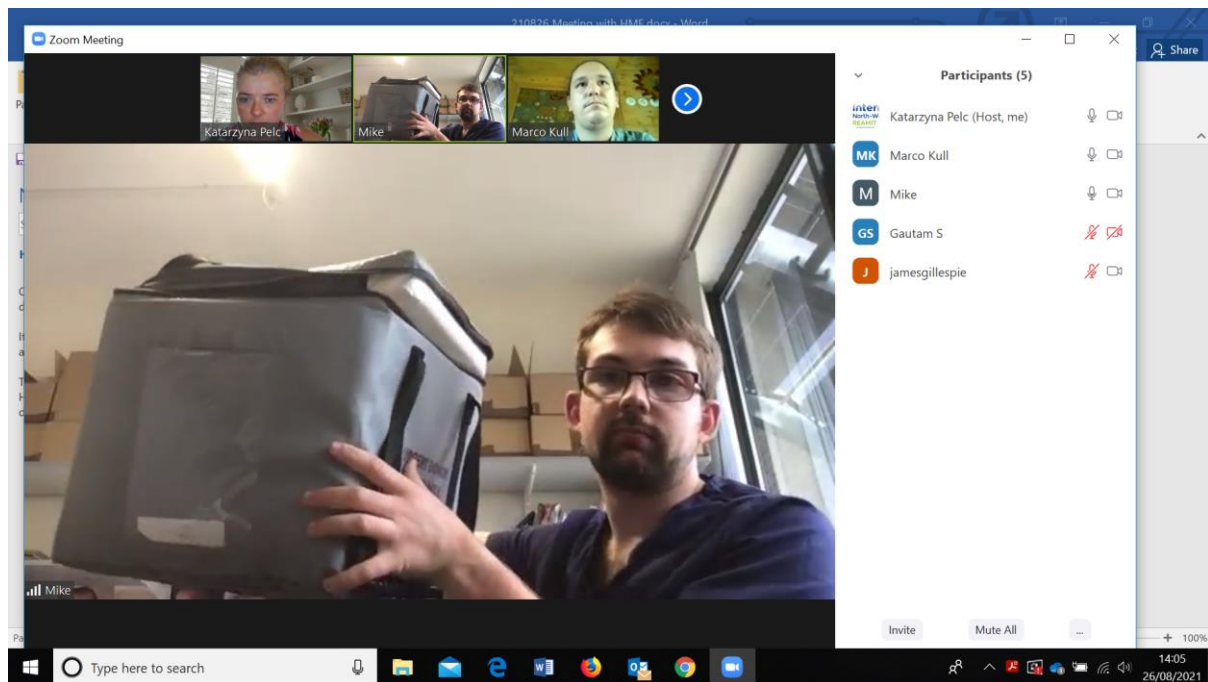 210826 Meeting with HMF.docx - Word
Zoom Meeting
Share
Katarzyna Pelc
Mike
Marco Kull
Participants (5)
Katarzyna Pelc (Host, me)
MK Marco Kull
M Mike
GS Gautam S
J jamesgillespie
Mike
Invite
Mute All
...
100%
Type here to search
14:05
26/08/2021